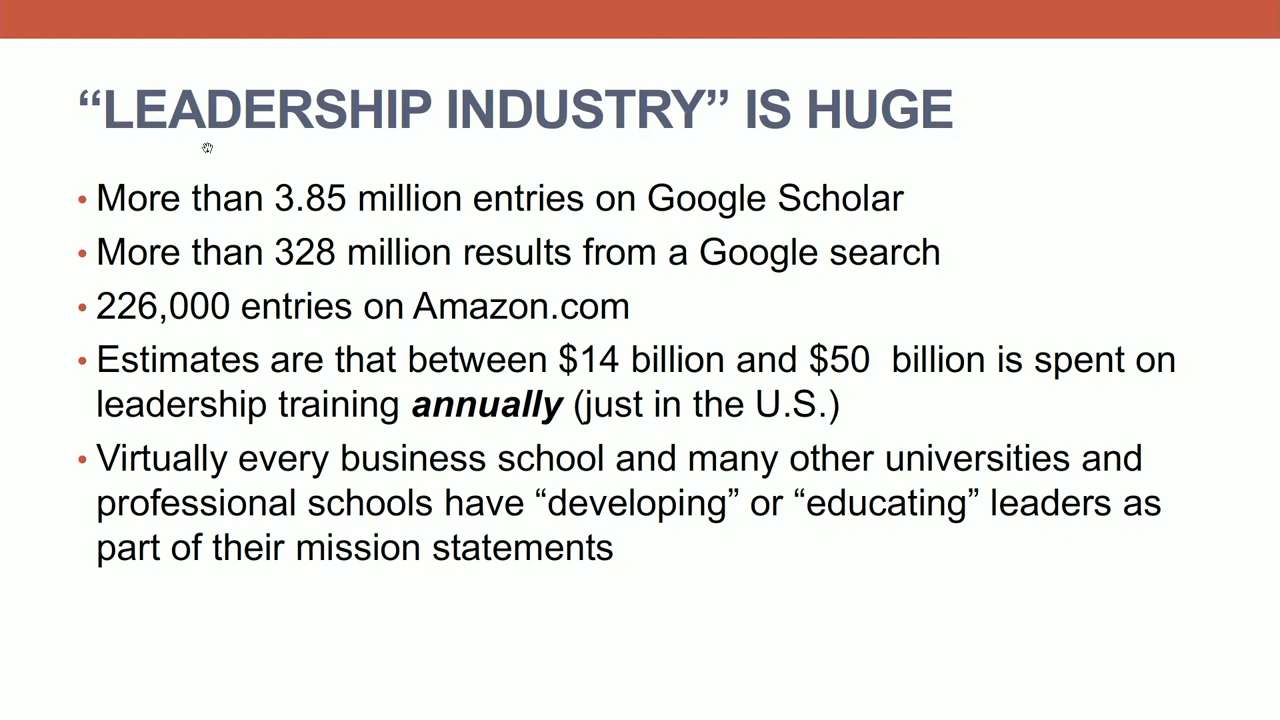 “LEADERSHIP INDUSTRY” IS HUGE
• More than 3.85 million entries on Google Scholar
• More than 328 million results from a Google search
• 226,000 entries on Amazon.com
• Estimates are that between $14 billion and $50  billion is spent on
leadership training annually (just in the U.S.)
• Virtually every business school and many other universities and
professional schools have “developing” or “educating” leaders as
part of their mission statements